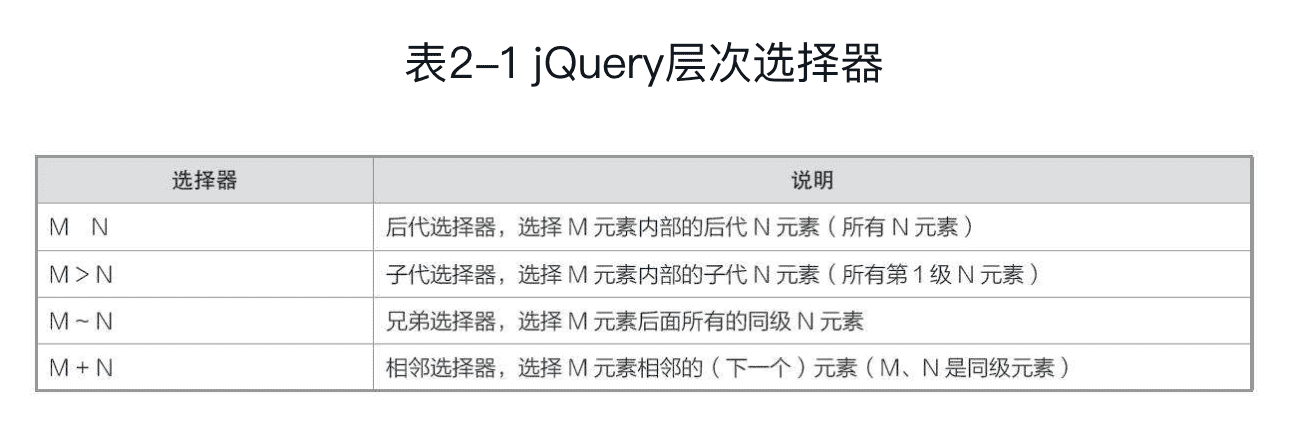 表2-1 jQuery层次选择器
选择器 说明
M N 后代选择器，选择 M 元素内部的后代 N 元素（所有 N 元素）
M > N 子代选择器，选择 M 元素内部的子代 N 元素（所有第 1 级 N 元素）
M ~ N 兄弟选择器，选择 M 元素后面所有的同级 N 元素
M + N 相邻选择器，选择 M 元素相邻的（下一个）元素（M、N 是同级元素）